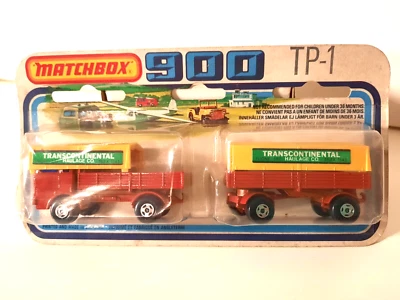 MATCHBOX
900
TP-1
NOT RECOMMENDED FOR CHILDREN UNDER 36 MONTHS
NE CONVIENT PAS A UN ENFANT DE MOINS DE 36 MOIS
INNEHÅLLER SMÅDELAR EJ LÄMPLIGT FÖR BARN UNDER 3 ÅR
TRANSCONTINENTAL
HAULAGE CO.
TRANSCONTINENTAL
HAULAGE CO.